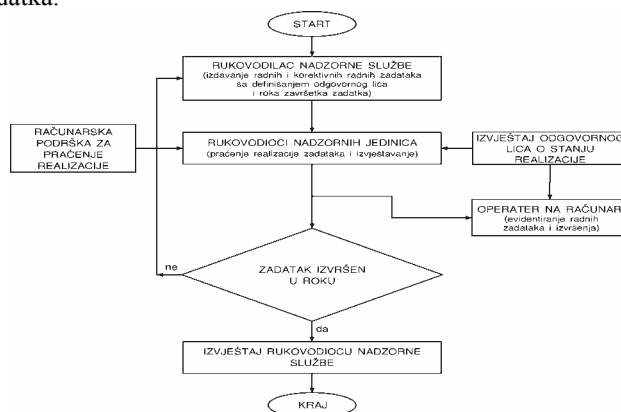 START
RUKOVODILAC NADZORNE SLUŽBE
(izdavanje radnih i korektivnih radnih zadataka
sa definisanjem odgovornog lica
i roka završetka zadatka)
RAČUNARSKA
PODRŠKA ZA
PRAĆENJE
REALIZACIJE
RUKOVODIOCI NADZORNIH JEDINICA
(praćenje realizacije zadataka i izvještavanje)
IZVJEŠTAJ ODGOVORNOG
LICA O STANJU
REALIZACIJE
OPERATER NA RAČUNAR
(evidentiranje radnih
zadataka i izvršenja)
ZADATAK IZVRŠEN
U ROKU
ne
da
IZVJEŠTAJ RUKOVODIOCU NADZORNE
SLUŽBE
KRAJ